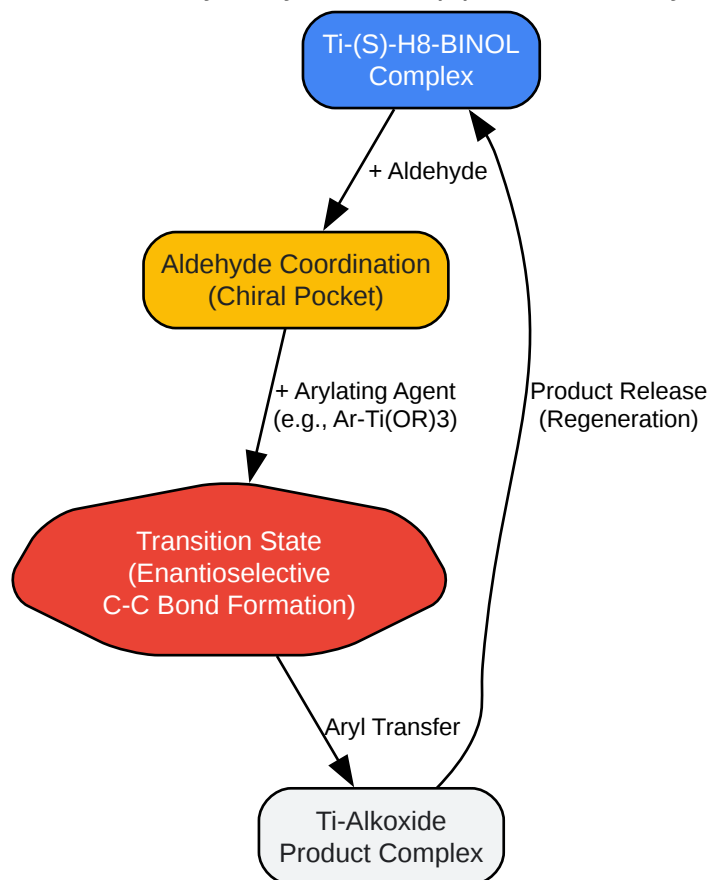 Ti-(S)-H8-BINOL
Complex
+ Aldehyde
Aldehyde Coordination
(Chiral Pocket)
+ Arylating Agent
(e.g., Ar-Ti(OR)3)
Product Release
(Regeneration)
Transition State
(Enantioselective
C-C Bond Formation)
Aryl Transfer
Ti-Alkoxide
Product Complex